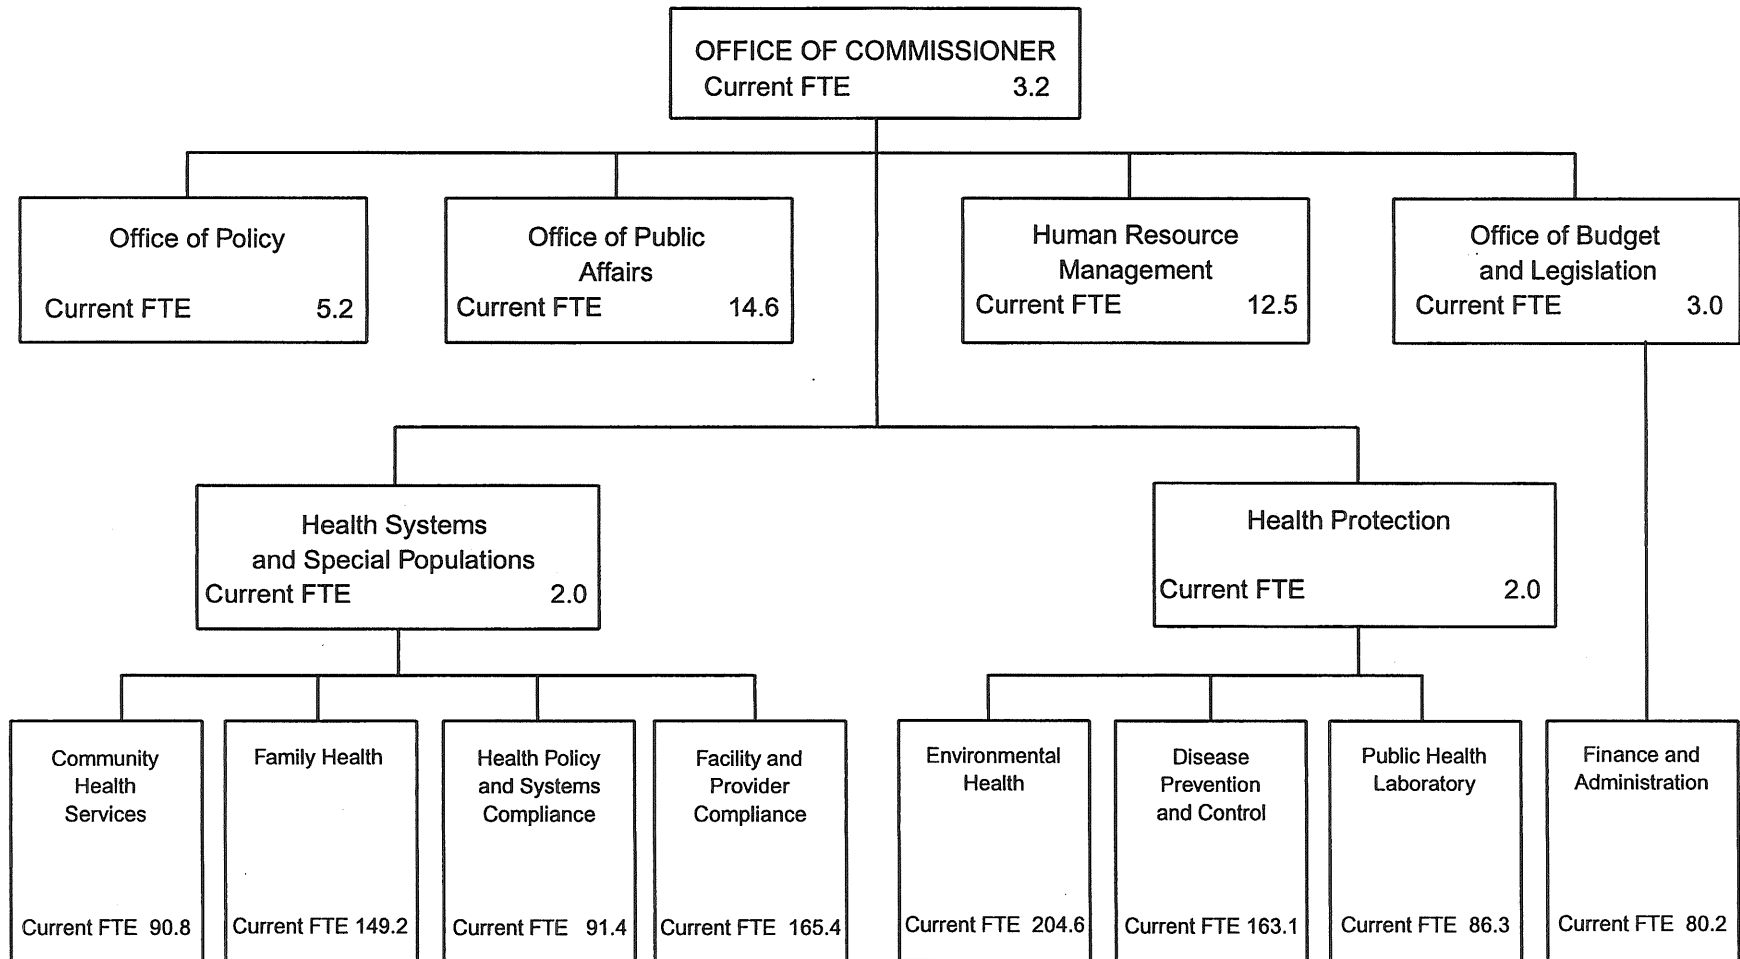 OFFICE OF COMMISSIONER
Current FTE 3.2
Office of Policy
Current FTE 5.2
Office of Public
Affairs
Current FTE 14.6
Human Resource
Management
Current FTE 12.5
Office of Budget
and Legislation
Current FTE 3.0
Health Systems
and Special Populations
Current FTE 2.0
Health Protection
Current FTE 2.0
Community
Health
Services
Current FTE 90.8
Family Health
Current FTE 149.2
Health Policy
and Systems
Compliance
Current FTE 91.4
Facility and
Provider
Compliance
Current FTE 165.4
Environmental
Health
Current FTE 204.6
Disease
Prevention
and Control
Current FTE 163.1
Public Health
Laboratory
Current FTE 86.3
Finance and
Administration
Current FTE 80.2